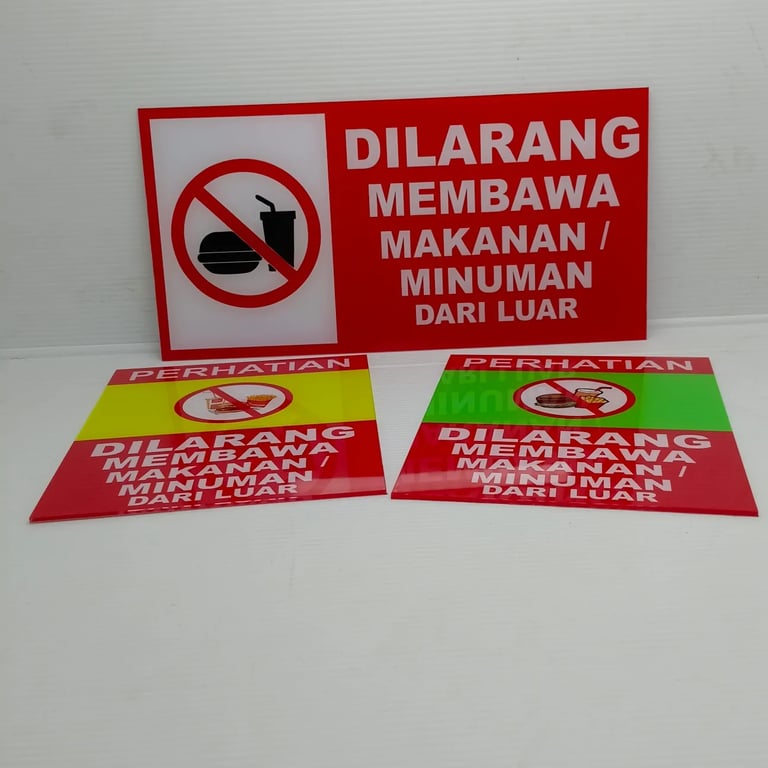 DILARANG
MEMBAWA
MAKANAN /
MINUMAN
DARI LUAR
PERHATIAN
DILARANG
MEMBAWA
MAKANAN /
MINUMAN
DARI LUAR
PERHATIAN
DILARANG
MEMBAWA
MAKANAN /
MINUMAN
DARI LUAR